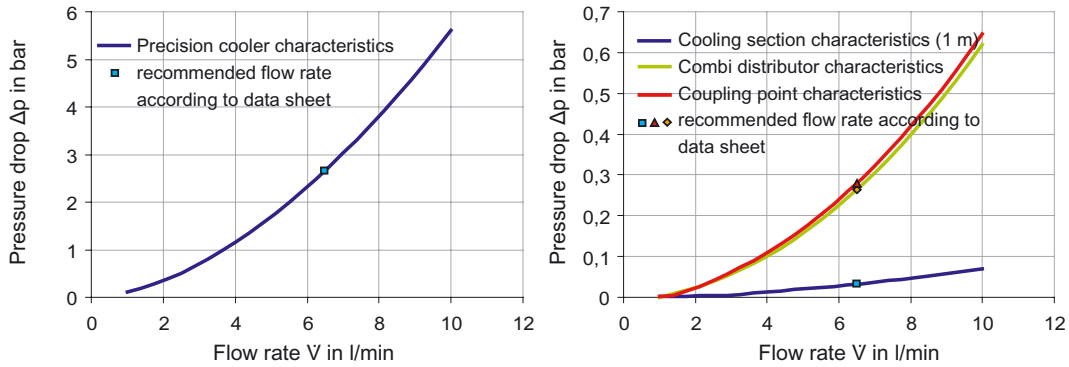 6
5
4
3
2
1
0
0 2 4 6 8 10 12
Pressure drop Δp in bar
Flow rate V̇ in l/min
Precision cooler characteristics
recommended flow rate
according to data sheet
0,7
0,6
0,5
0,4
0,3
0,2
0,1
0
0 2 4 6 8 10 12
Pressure drop Δp in bar
Flow rate V̇ in l/min
Cooling section characteristics (1 m)
Combi distributor characteristics
Coupling point characteristics
recommended flow rate according to
data sheet